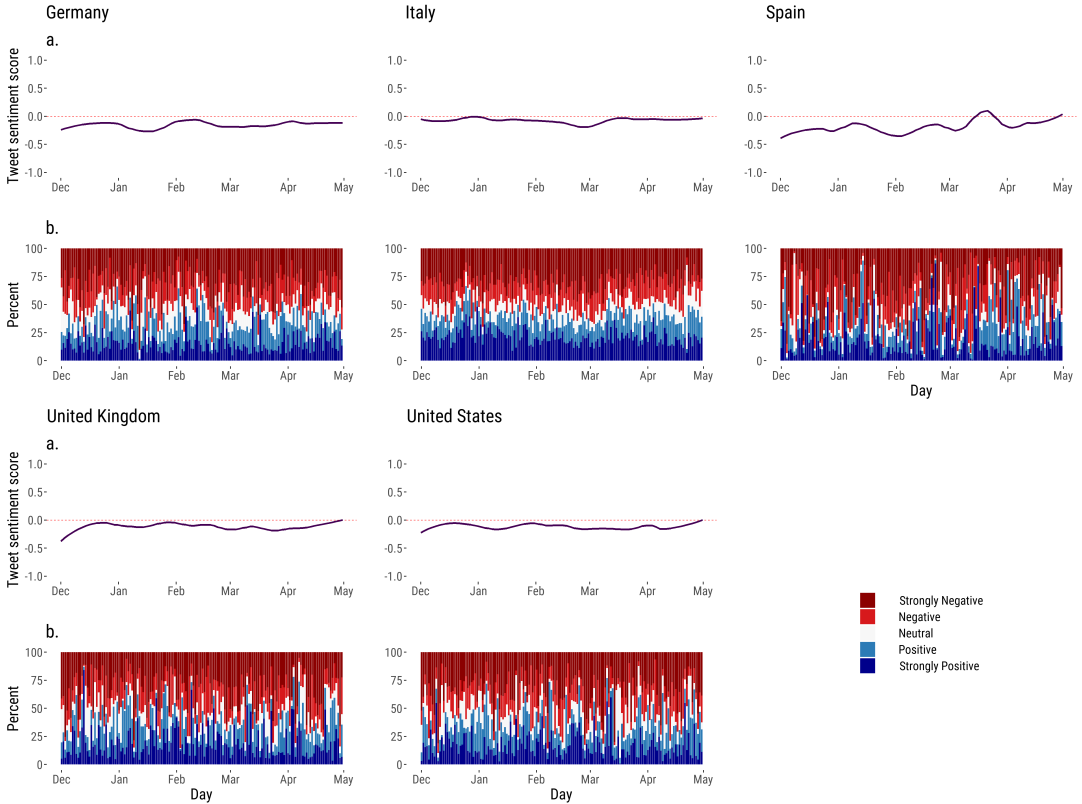 Germany
Italy
Spain
a.
Tweet sentiment score
1.0
0.5
0.0
-0.5
-1.0
Dec Jan Feb Mar Apr May
1.0
0.5
0.0
-0.5
-1.0
Dec Jan Feb Mar Apr May
1.0
0.5
0.0
-0.5
-1.0
Dec Jan Feb Mar Apr May
b.
Percent
100
75
50
25
0
Dec Jan Feb Mar Apr May
100
75
50
25
0
Dec Jan Feb Mar Apr May
100
75
50
25
0
Dec Jan Feb Mar Apr May
Day
United Kingdom
United States
a.
Tweet sentiment score
1.0
0.5
0.0
-0.5
-1.0
Dec Jan Feb Mar Apr May
1.0
0.5
0.0
-0.5
-1.0
Dec Jan Feb Mar Apr May
b.
Percent
100
75
50
25
0
Dec Jan Feb Mar Apr May
Day
100
75
50
25
0
Dec Jan Feb Mar Apr May
Day
Strongly Negative
Negative
Neutral
Positive
Strongly Positive